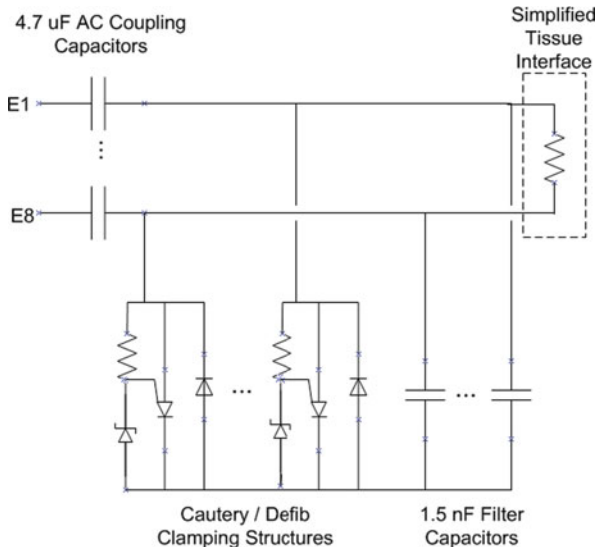 4.7 uF AC Coupling
Capacitors
Simplified
Tissue
Interface
E1
...
E8
... ... ...
Cautery / Defib
Clamping Structures
1.5 nF Filter
Capacitors